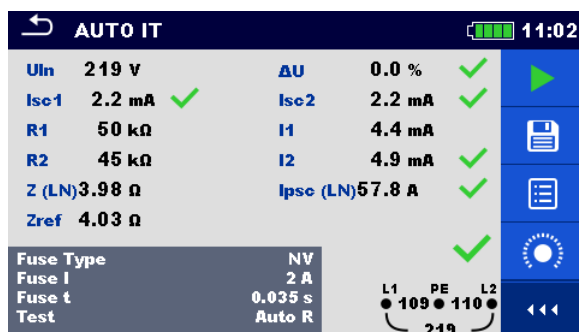 AUTO IT 11:02
Uln 219 V ΔU 0.0 %
Isc1 2.2 mA Isc2 2.2 mA
R1 50 kΩ I1 4.4 mA
R2 45 kΩ I2 4.9 mA
Z (LN) 3.98 Ω Ipsc (LN) 57.8 A
Zref 4.03 Ω
Fuse Type NV
Fuse I 2 A
Fuse t 0.035 s
Test Auto R
L1 PE L2
109 110
219